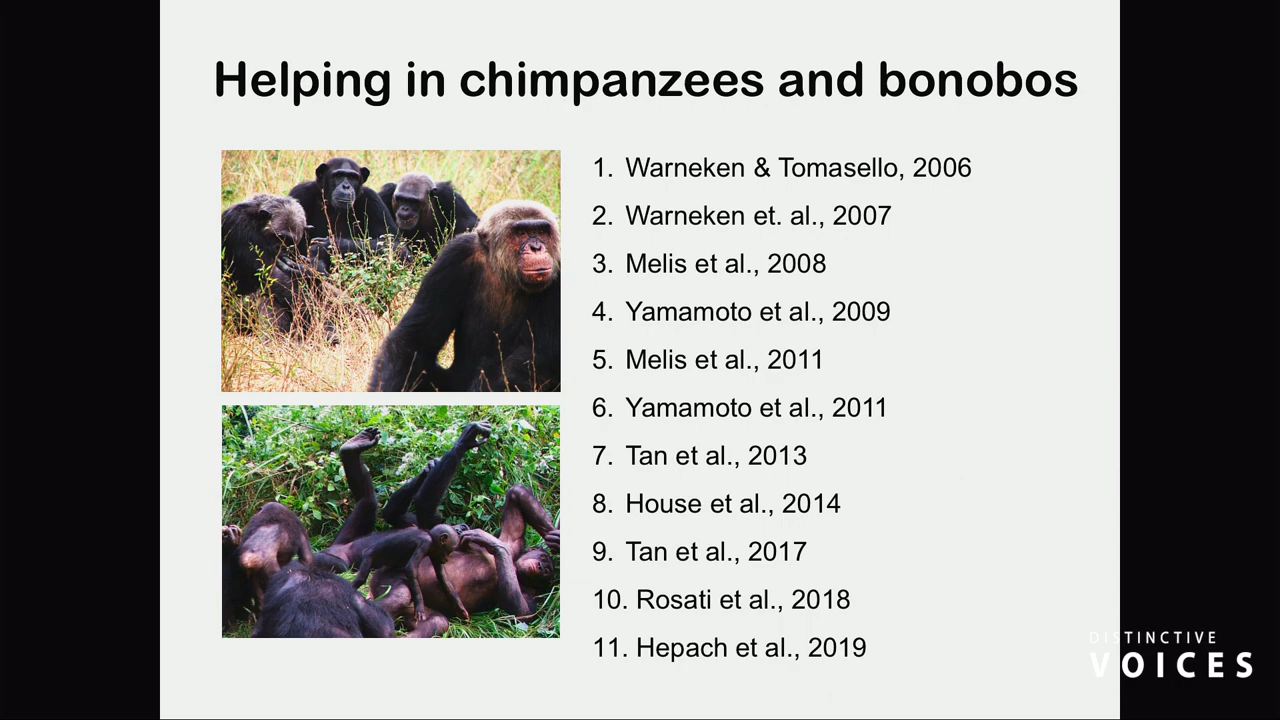 Helping in chimpanzees and bonobos
1. Warneken & Tomasello, 2006
2. Warneken et. al., 2007
3. Melis et al., 2008
4. Yamamoto et al., 2009
5. Melis et al., 2011
6. Yamamoto et al., 2011
7. Tan et al., 2013
8. House et al., 2014
9. Tan et al., 2017
10. Rosati et al., 2018
11. Hepach et al., 2019
DISTINCTIVE
VOICES